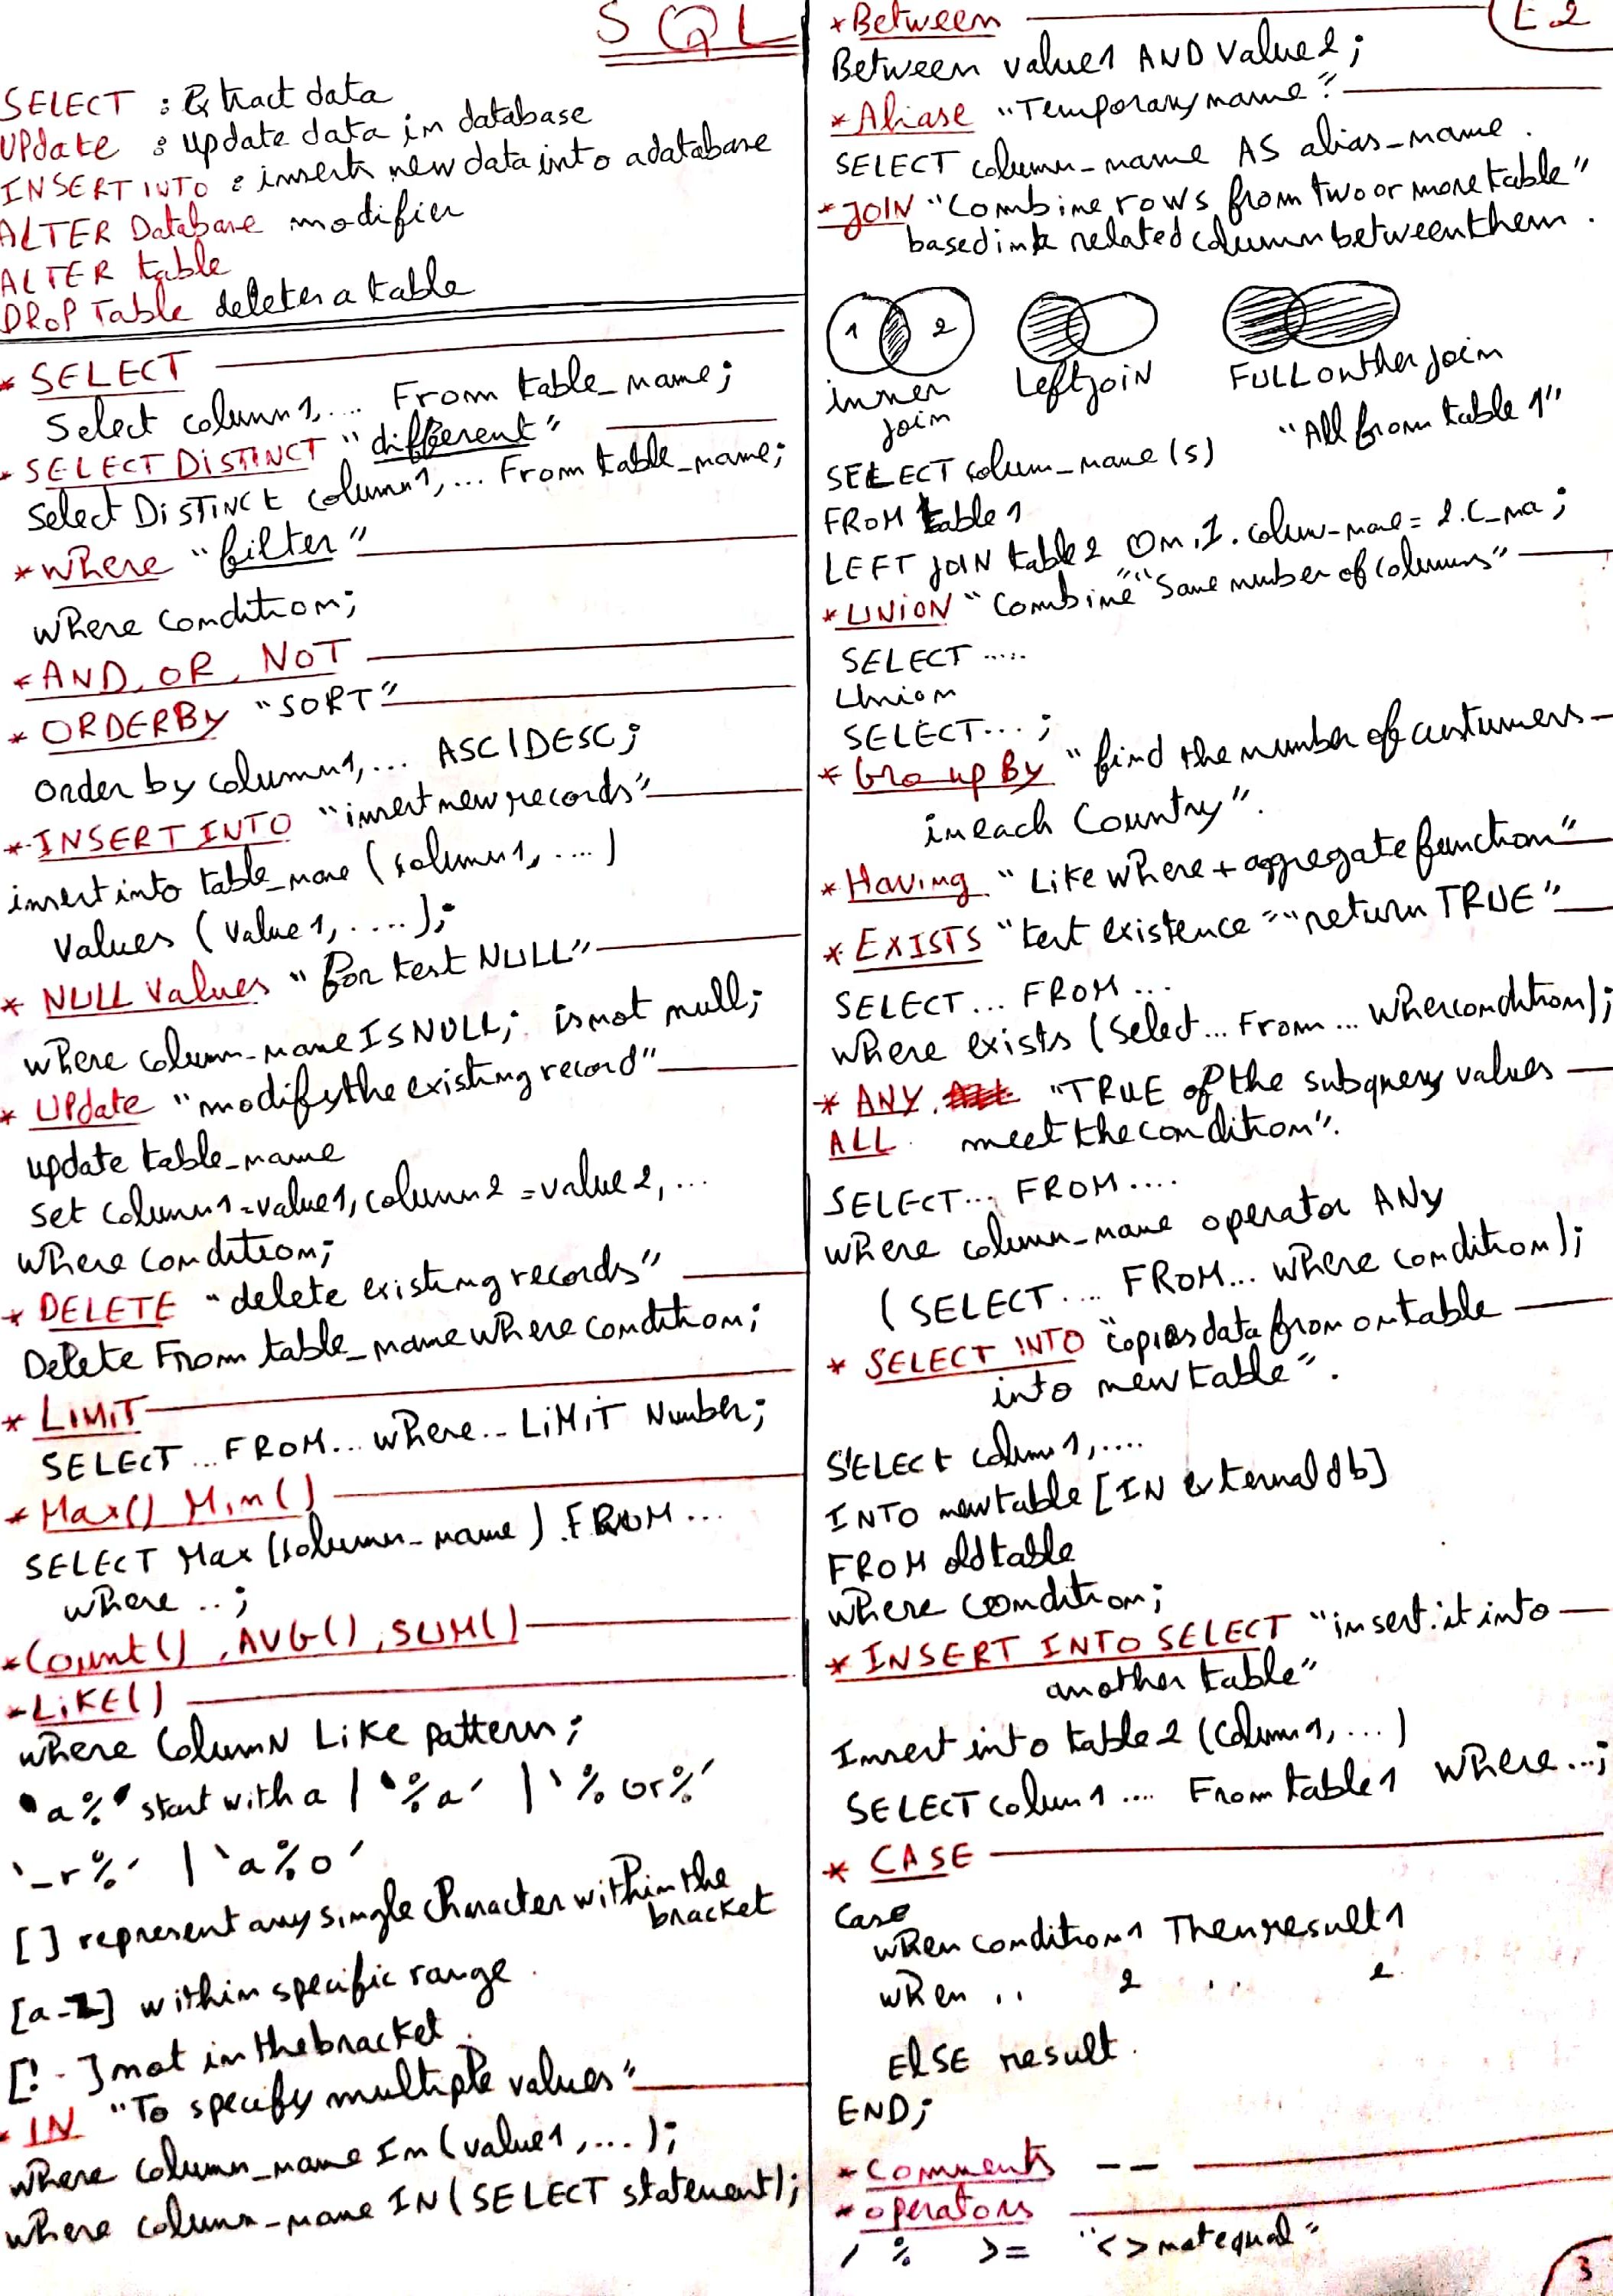 SQL
SELECT : Extract data
UPdate : update data in database
INSERT INTO : inserts new data into a database
ALTER Database modifier
ALTER table
DROP Table deletes a table
* SELECT
Select column1,... From table_name;
* SELECT DISTINCT "different"
Select DISTINCT column1,... From table_name;
* where "filter"
where condition;
* AND, OR, NOT
* ORDER BY "SORT"
Order by column1,... ASC|DESC;
* INSERT INTO "insert new records"
insert into table_name (column1,....)
Values (Value1,....);
* NULL Values "for test NULL"
where column_name IS NULL; is not null;
* UPdate "modify the existing record"
update table_name
Set column1=value1, column2=value2,...
where condition;
* DELETE "delete existing records"
Delete From table_name where condition;
* LIMIT
SELECT ... FROM... where... LIMIT Number;
* Max() Min()
SELECT Max (column_name) FROM...
where ..;
* Count(), AVG(), SUM()
* LIKE()
where Column Like pattern;
'a%' start with a | '%a' | '%or%'
'_r%' | 'a%o'
[] represent any single character within the
bracket
[a-z] within specific range.
[! ] not in the bracket.
* IN "To specify multiple values"
where column_name In (value1,...);
where column_name IN (SELECT statement);
E2
* Between
Between value1 AND value2;
* Aliase "Temporary name"
SELECT column_name AS alias_name.
* JOIN "Combine rows from two or more table"
based in related column between them.
1 2
inner
join
Left join
FULL outher join
SELECT colum_name(s) "All from table 1"
FROM table1
LEFT JOIN table2 On 1.colum_name = 2.C_na;
* UNION "Combine" "Same number of columns"
SELECT .....
Union
SELECT...;
* Group By "find the number of custumers
in each Country".
* Having "Like where + aggregate function"
* EXISTS "test existence" "return TRUE"
SELECT... FROM...
where exists (Select... From... Where condition);
* ANY, "TRUE of the subquery values
ALL meet the condition".
SELECT... FROM....
where column_name operator ANY
(SELECT.... FROM... where condition);
* SELECT INTO "copies data from on table
into new table".
SELECT colum1,....
INTO newtable [IN external db]
FROM old table
where condition;
* INSERT INTO SELECT "insert it into
another table"
Insert into table2 (Colum1,...)
SELECT colum1.... From table1 where...;
* CASE
Case
when condition1 Then result1
when .. 2 .. 2
ElSE result.
END;
* Comments --
* operators
/ % >= "<> not equal"
3